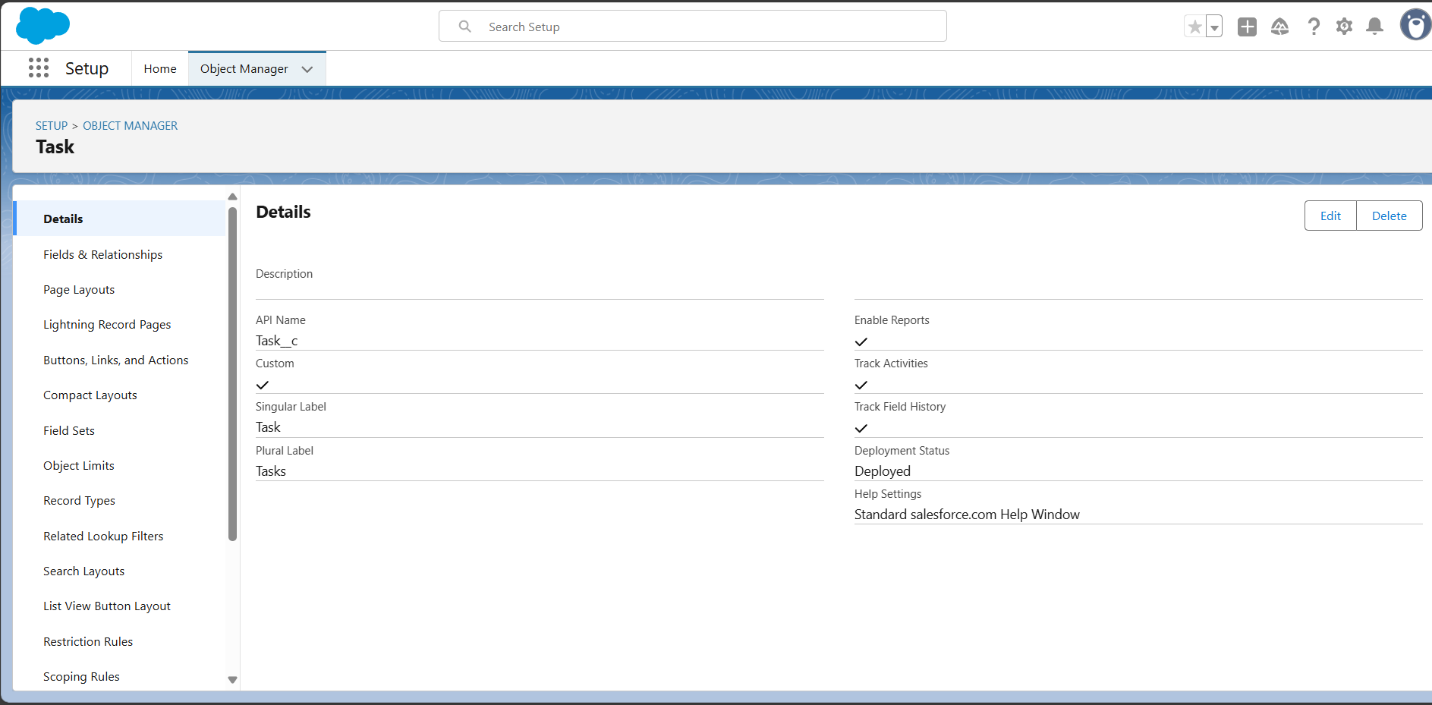 Search Setup
Setup
Home
Object Manager
SETUP > OBJECT MANAGER
Task
Details
Fields & Relationships
Page Layouts
Lightning Record Pages
Buttons, Links, and Actions
Compact Layouts
Field Sets
Object Limits
Record Types
Related Lookup Filters
Search Layouts
List View Button Layout
Restriction Rules
Scoping Rules
Details
Edit
Delete
Description
API Name
Task__c
Custom
Singular Label
Task
Plural Label
Tasks
Enable Reports
Track Activities
Track Field History
Deployment Status
Deployed
Help Settings
Standard salesforce.com Help Window